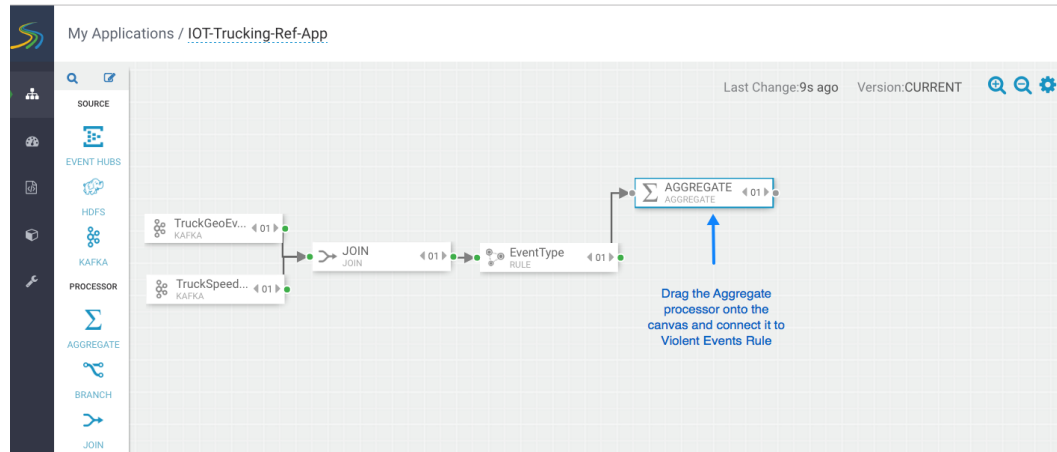 My Applications / IOT-Trucking-Ref-App
Last Change:9s ago Version:CURRENT
SOURCE
EVENT HUBS
HDFS
KAFKA
PROCESSOR
AGGREGATE
BRANCH
JOIN
TruckGeoEv... 01
KAFKA
TruckSpeed... 01
KAFKA
JOIN 01
JOIN
EventType 01
RULE
AGGREGATE 01
AGGREGATE
Drag the Aggregate
processor onto the
canvas and connect it to
Violent Events Rule